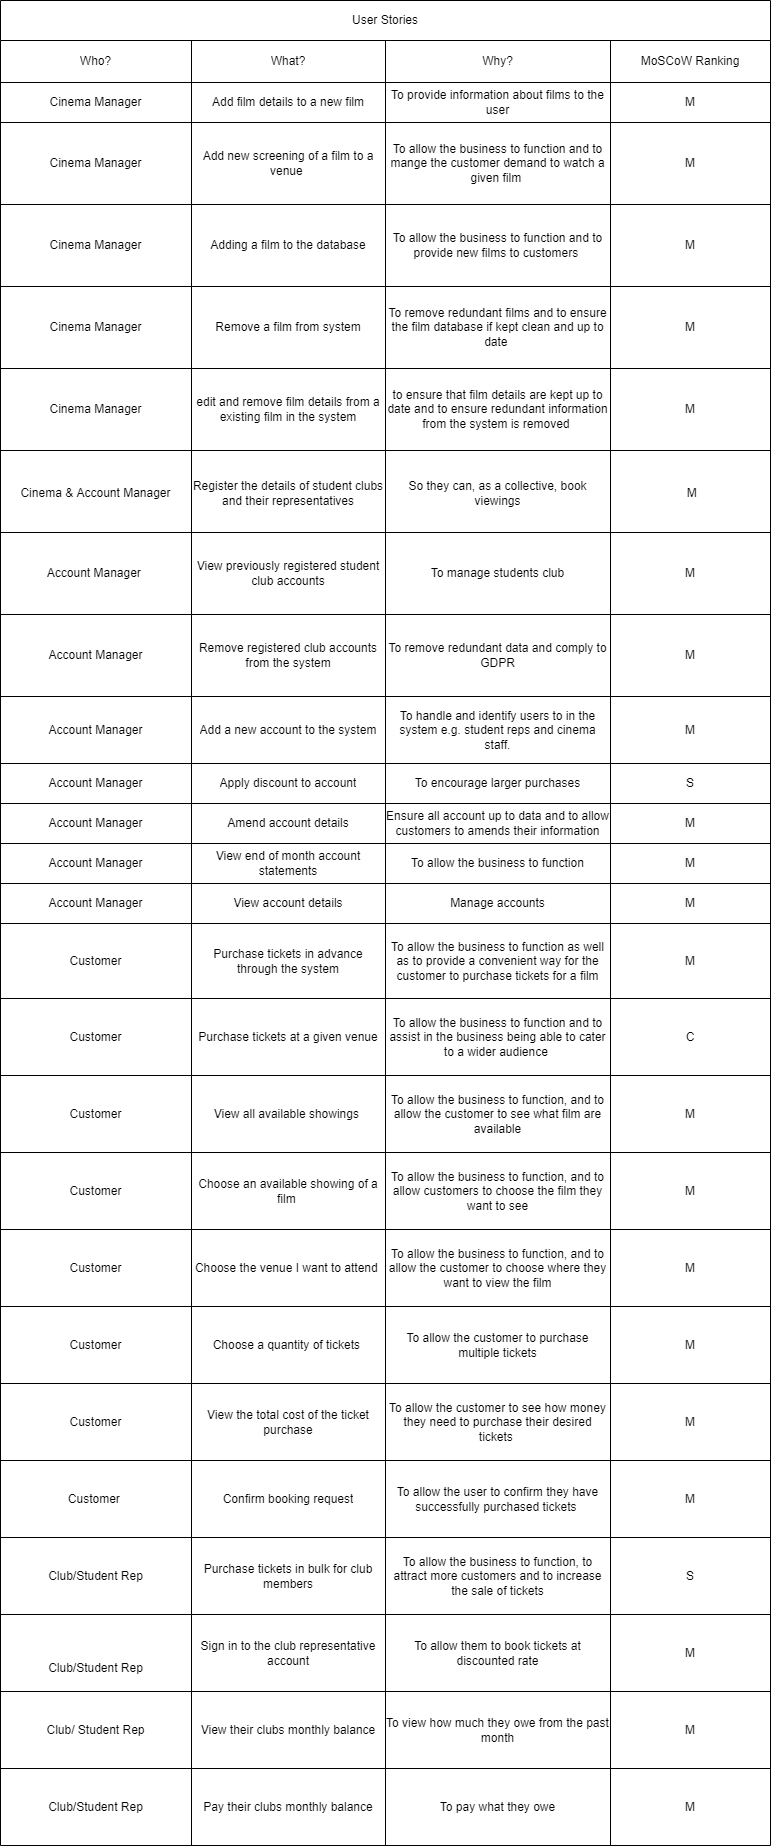 User Stories
Who?
What?
Why?
MoSCoW Ranking
Cinema Manager
Add film details to a new film
To provide information about films to the
user
M
Cinema Manager
Add new screening of a film to a
venue
To allow the business to function and to
mange the customer demand to watch a
given film
M
Cinema Manager
Adding a film to the database
To allow the business to function and to
provide new films to customers
M
Cinema Manager
Remove a film from system
To remove redundant films and to ensure
the film database if kept clean and up to
date
M
Cinema Manager
edit and remove film details from a
existing film in the system
to ensure that film details are kept up to
date and to ensure redundant information
from the system is removed
M
Cinema & Account Manager
Register the details of student clubs
and their representatives
So they can, as a collective, book
viewings
M
Account Manager
View previously registered student
club accounts
To manage students club
M
Account Manager
Remove registered club accounts
from the system
To remove redundant data and comply to
GDPR
M
Account Manager
Add a new account to the system
To handle and identify users to in the
system e.g. student reps and cinema
staff.
M
Account Manager
Apply discount to account
To encourage larger purchases
S
Account Manager
Amend account details
Ensure all account up to data and to allow
customers to amends their information
M
Account Manager
View end of month account
statements
To allow the business to function
M
Account Manager
View account details
Manage accounts
M
Customer
Purchase tickets in advance
through the system
To allow the business to function as well
as to provide a convenient way for the
customer to purchase tickets for a film
M
Customer
Purchase tickets at a given venue
To allow the business to function and to
assist in the business being able to cater
to a wider audience
C
Customer
View all available showings
To allow the business to function, and to
allow the customer to see what film are
available
M
Customer
Choose an available showing of a
film
To allow the business to function, and to
allow customers to choose the film they
want to see
M
Customer
Choose the venue I want to attend
To allow the business to function, and to
allow the customer to choose where they
want to view the film
M
Customer
Choose a quantity of tickets
To allow the customer to purchase
multiple tickets
M
Customer
View the total cost of the ticket
purchase
To allow the customer to see how money
they need to purchase their desired
tickets
M
Customer
Confirm booking request
To allow the user to confirm they have
successfully purchased tickets
M
Club/Student Rep
Purchase tickets in bulk for club
members
To allow the business to function, to
attract more customers and to increase
the sale of tickets
S
Club/Student Rep
Sign in to the club representative
account
To allow them to book tickets at
discounted rate
M
Club/ Student Rep
View their clubs monthly balance
To view how much they owe from the past
month
M
Club/Student Rep
Pay their clubs monthly balance
To pay what they owe
M